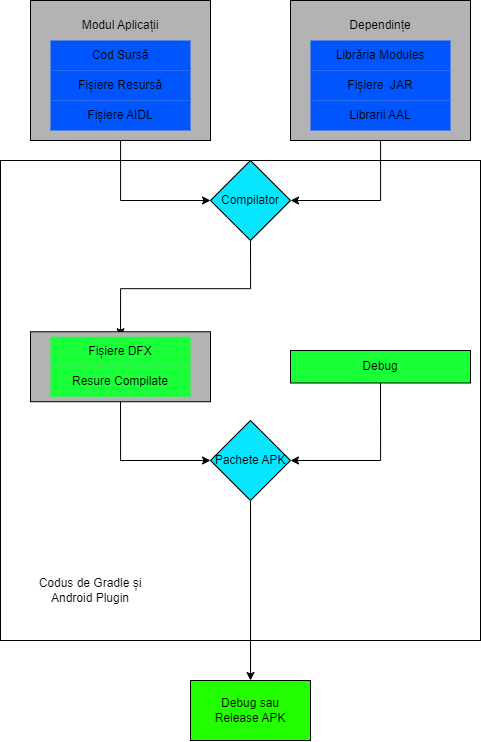 Modul Aplicații
Cod Sursă
Fișiere Resursă
Fișiere AIDL
Dependințe
Librăria Modules
Fișiere  JAR
Librarii AAL
Compilator
Fișiere DFX
Resure Compilate
Debug
Pachete APK
Codus de Gradle și
Android Plugin
Debug sau
Release APK